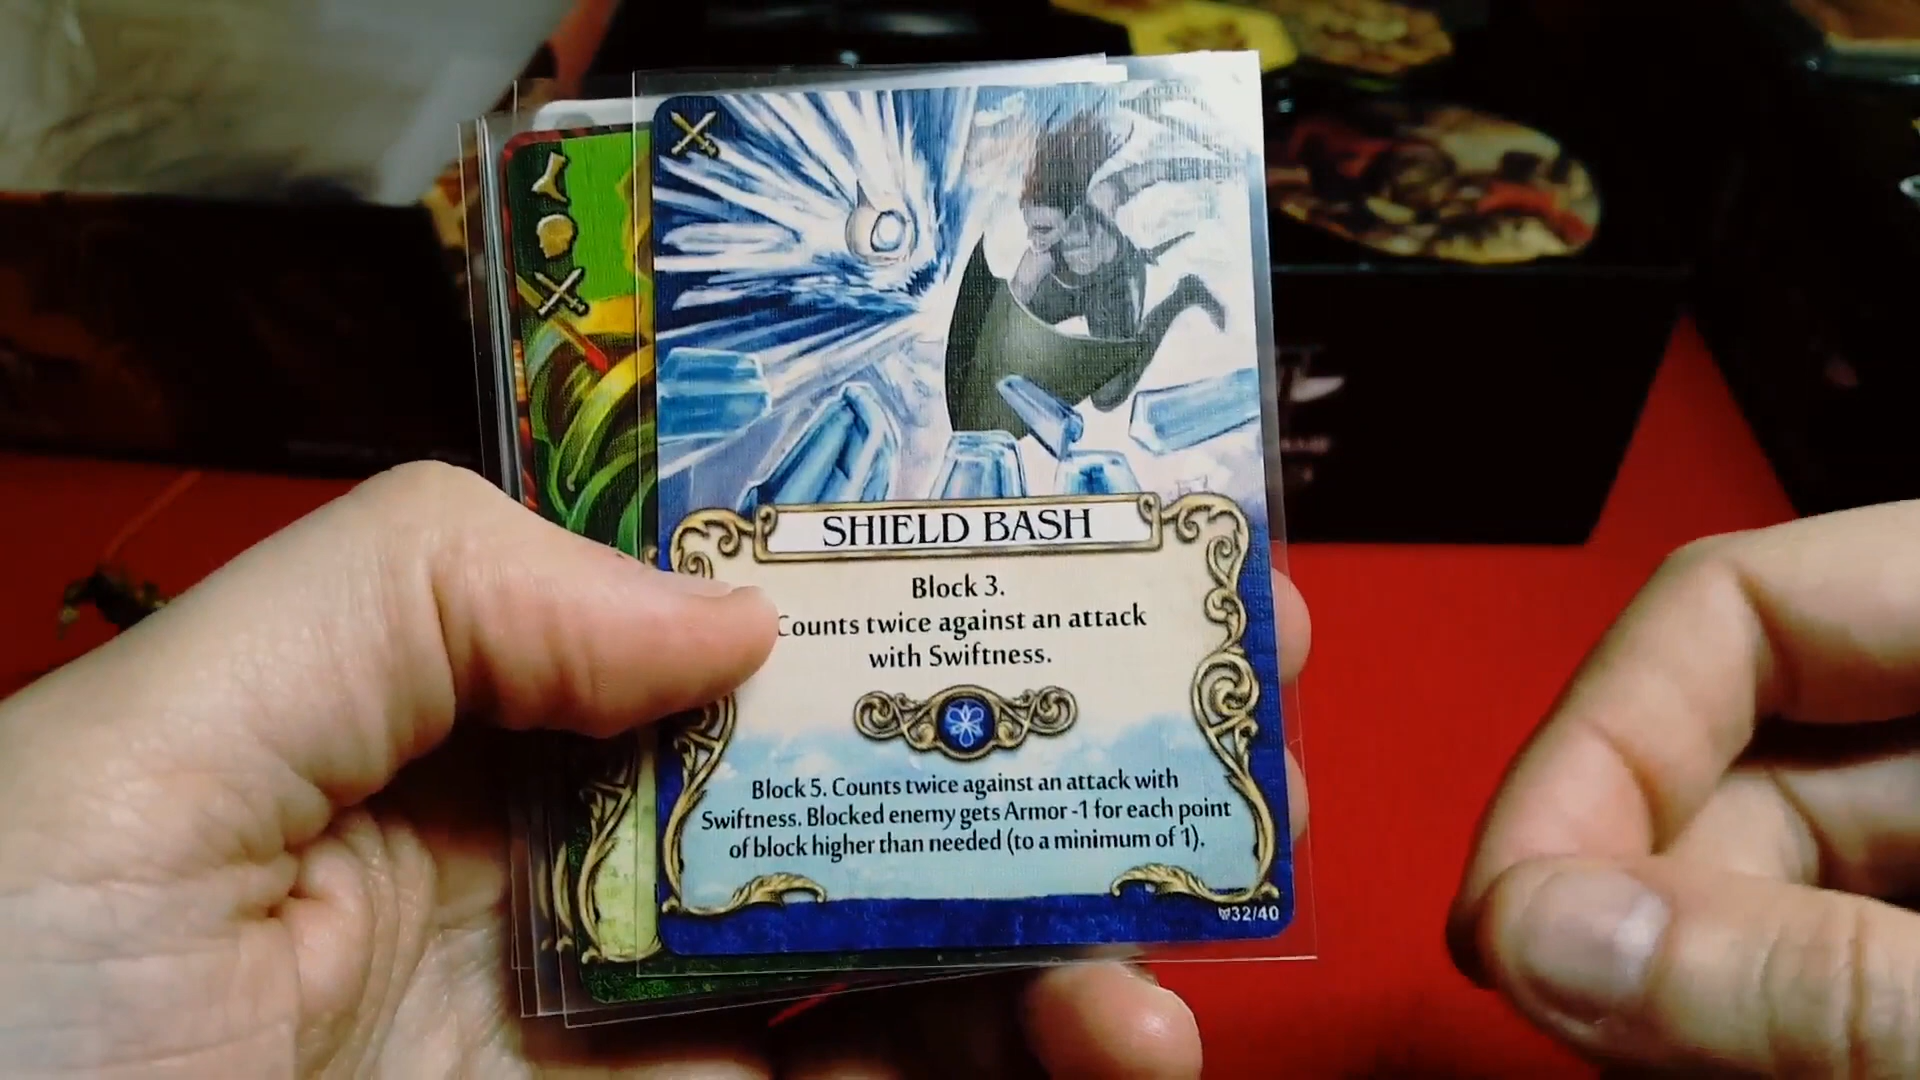 SHIELD BASH
Block 3.
Counts twice against an attack
with Swiftness.
Block 5. Counts twice against an attack with
Swiftness. Blocked enemy gets Armor -1 for each point
of block higher than needed (to a minimum of 1).
32/40